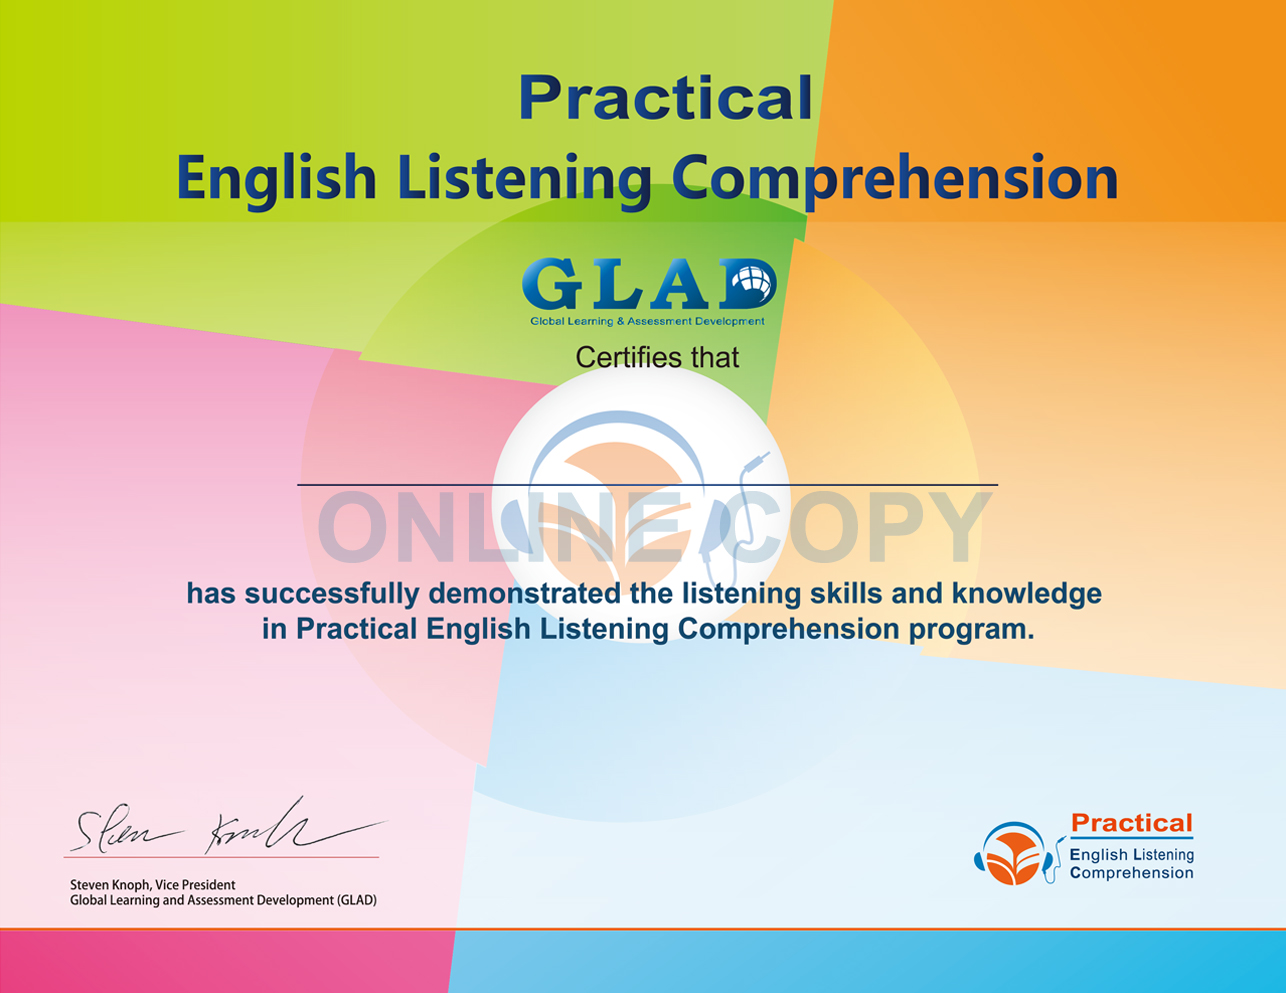 Practical
English Listening Comprehension
GLAD
Global Learning & Assessment Development
Certifies that
ONLINE COPY
has successfully demonstrated the listening skills and knowledge
in Practical English Listening Comprehension program.
Steven Knoph
Steven Knoph, Vice President
Global Learning and Assessment Development (GLAD)
Practical
English Listening
Comprehension